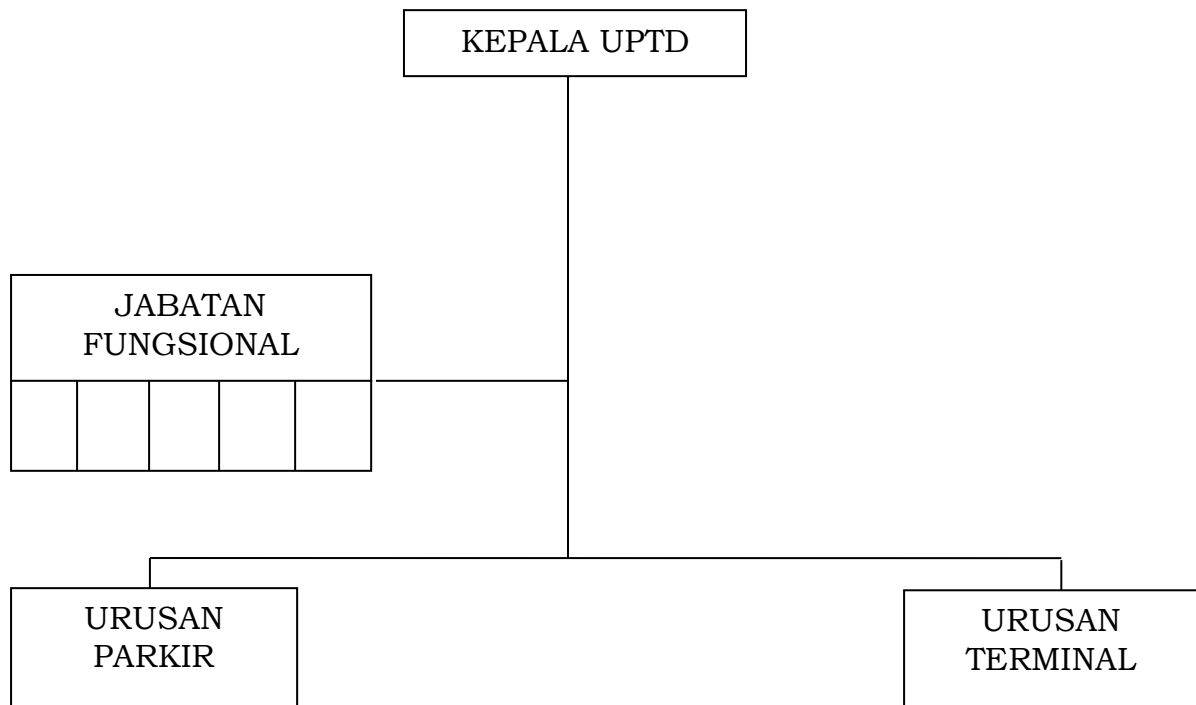 KEPALA UPTD
JABATAN
FUNGSIONAL
URUSAN
PARKIR
URUSAN
TERMINAL